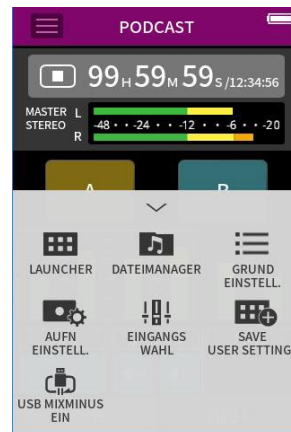 PODCAST
99H59M59S/12:34:56
MASTER L
STEREO
-48 · · -24 · · · -12 · · · -6 · · -20
R
A
B
LAUNCHER
DATEIMANAGER
GRUND
EINSTELL.
AUFN
EINSTELL.
EINGANGS
WAHL
SAVE
USER SETTING
USB MIXMINUS
EIN